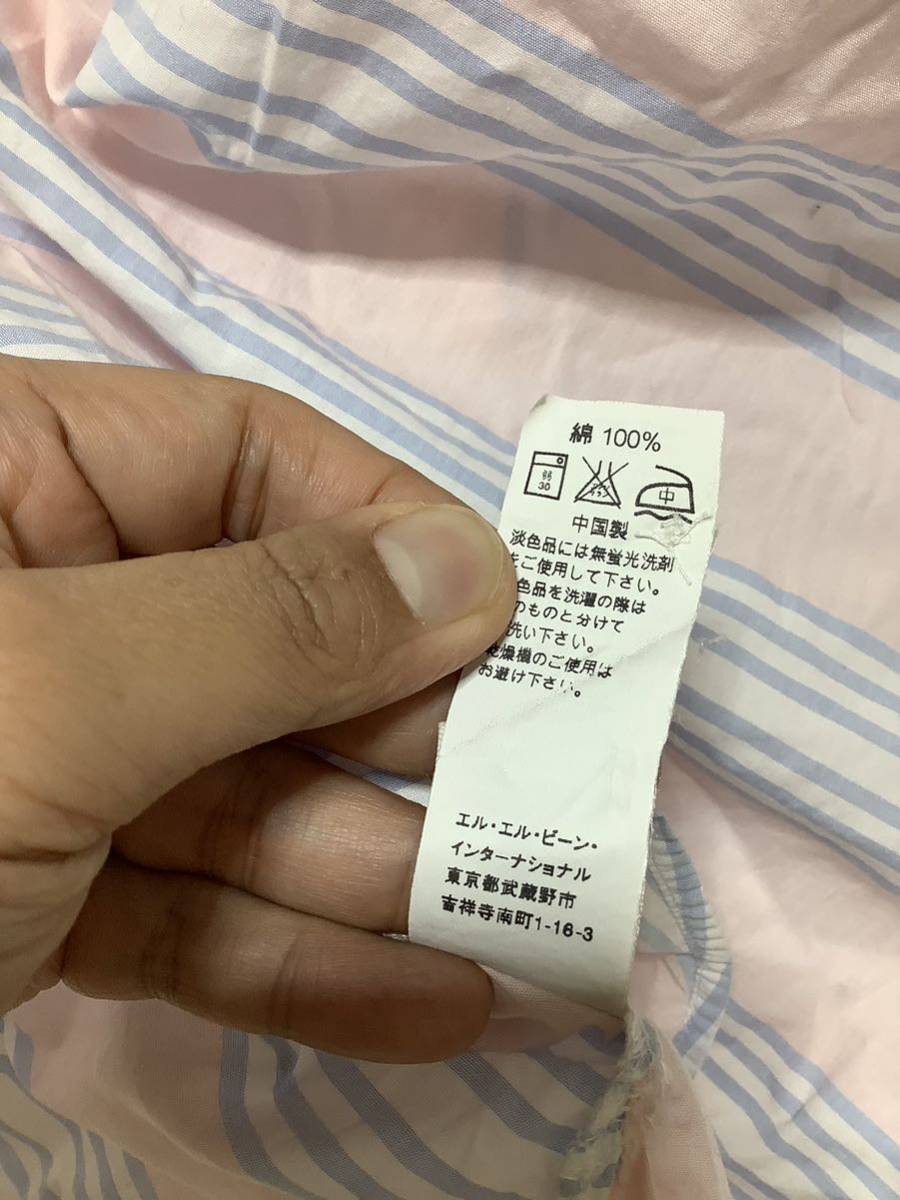 綿 100%
弱
30
中
中国製
淡色品には無蛍光洗剤
をご使用して下さい。
色品を洗濯の際は
のものと分けて
洗い下さい。
乾燥機のご使用は
お避け下さい。
エル・エル・ビーン・
インターナショナル
東京都武蔵野市
吉祥寺南町1-16-3